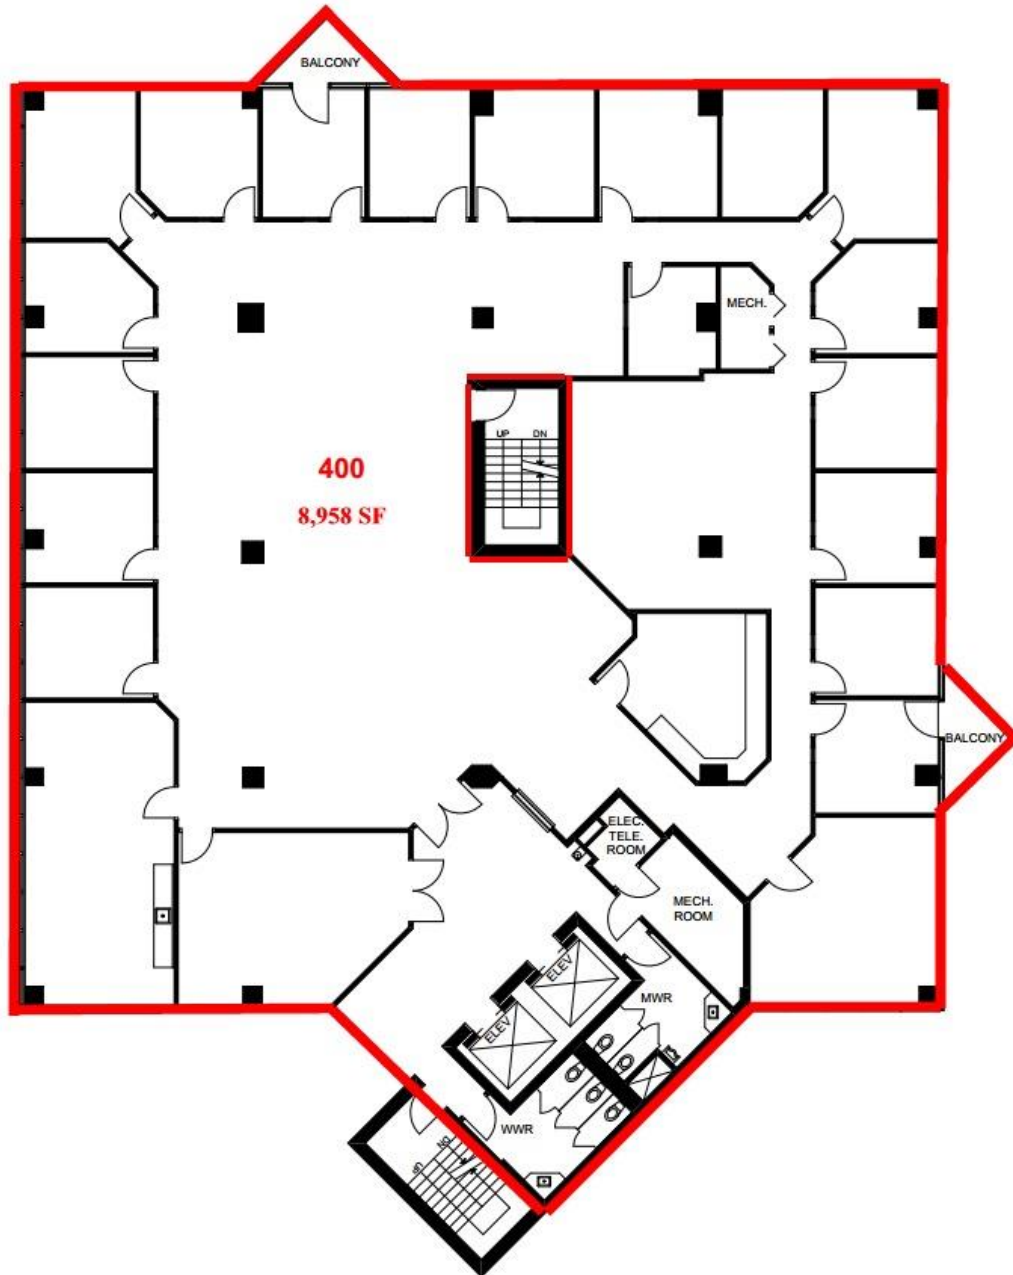 BALCONY
MECH.
UP DN
400
8,958 SF
BALCONY
ELEC.
TELE.
ROOM
MECH.
ROOM
ELEV
ELEV
MWR
WWR
UP DN